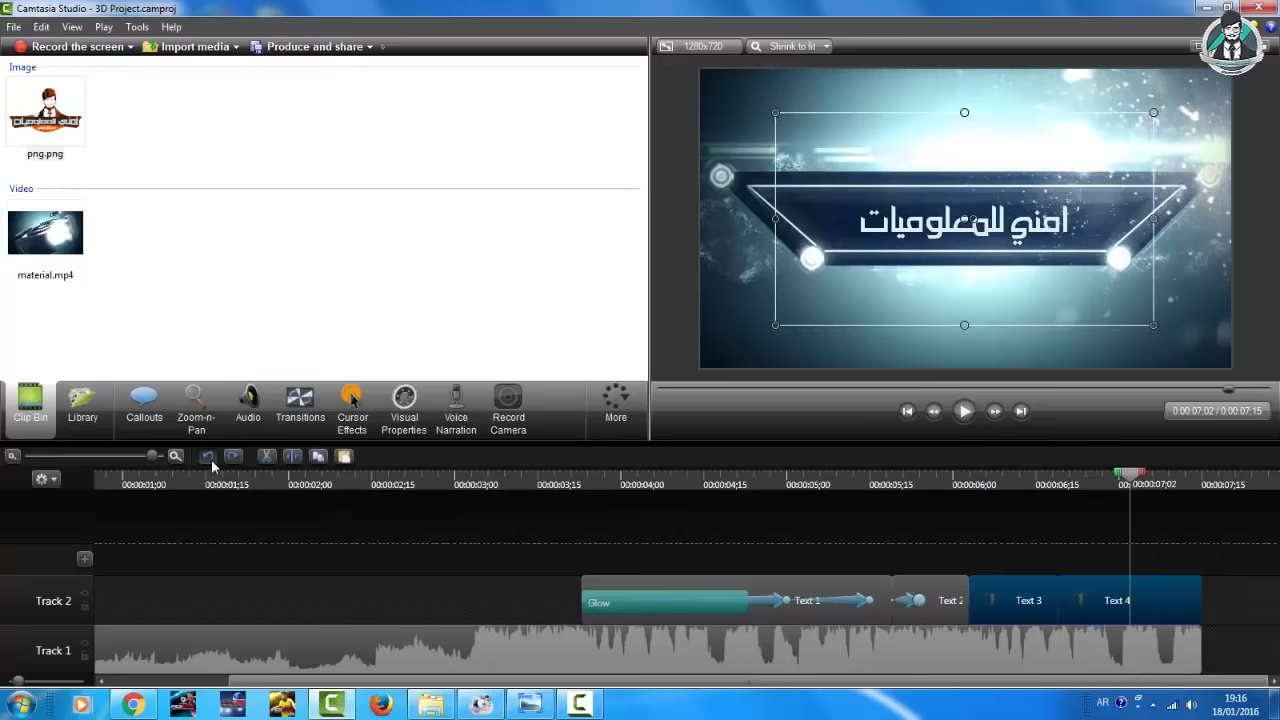 Camtasia Studio - 3D Project.camproj
File Edit View Play Tools Help
Record the screen Import media Produce and share
1280x720 Shrink to fit
Image
امني للمعلوميات
png.png
Video
material.mp4
امني للمعلوميات
Clip Bin Library Callouts Zoom-n-Pan Audio Transitions Cursor Effects Visual Properties Voice Narration Record Camera More
0:00:07;02 / 0:00:07;15
00:00:01;00 00:00:01;15 00:00:02;00 00:00:02;15 00:00:03;00 00:00:03;15 00:00:04;00 00:00:04;15 00:00:05;00 00:00:05;15 00:00:06;00 00:00:06;15 00: 00:00:07;02 00:00:07;15
Track 2 Glow Text 1 Text 2 Text 3 Text 4
Track 1
AR 19:16
18/01/2016